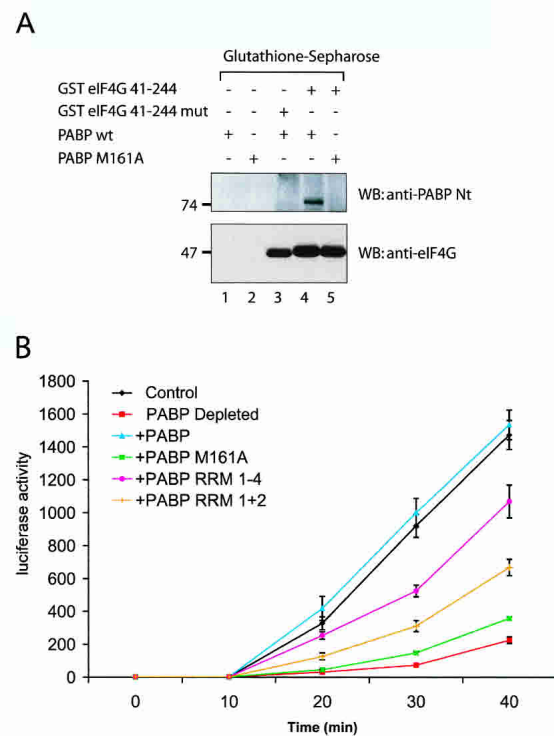 A
Glutathione-Sepharose
GST eIF4G 41-244 - - - + +
GST eIF4G 41-244 mut - - + - -
PABP wt + - + + -
PABP M161A - + - - +
74 WB: anti-PABP Nt
47 WB: anti-eIF4G
1 2 3 4 5
B
1800
1600
1400
1200
1000
800
600
400
200
0
luciferase activity
Control
PABP Depleted
+PABP
+PABP M161A
+PABP RRM 1-4
+PABP RRM 1+2
0 10 20 30 40
Time (min)